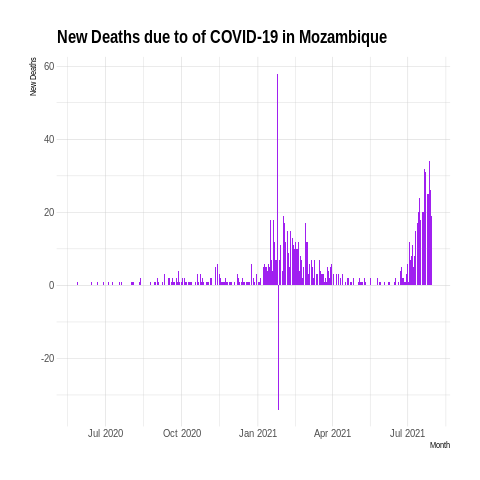 New Deaths due to of COVID-19 in Mozambique
New Deaths
60
40
20
0
-20
Jul 2020 Oct 2020 Jan 2021 Apr 2021 Jul 2021
Month